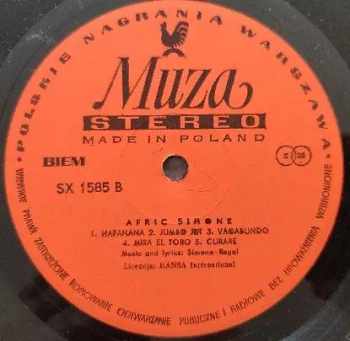 • POLSKIE NAGRANIA WARSZAWA •
Muza
STEREO
MADE IN POLAND
BIEM
SX 1585 B
AFRIC SIMONE
1. HAFANANA 2. JUMBO JET 3. VAGABUNDO
4. MIRA EL TORO 5. CURARE
Music and lyrics: Simone-Regal
Licencja: HANSA International
WSZELKIE PRAWA ZASTRZEŻONE KOPIOWANIE ODTWARZANIE PUBLICZNE I RADIOWE BEZ UPOWAŻNIENIA WZBRONIONE